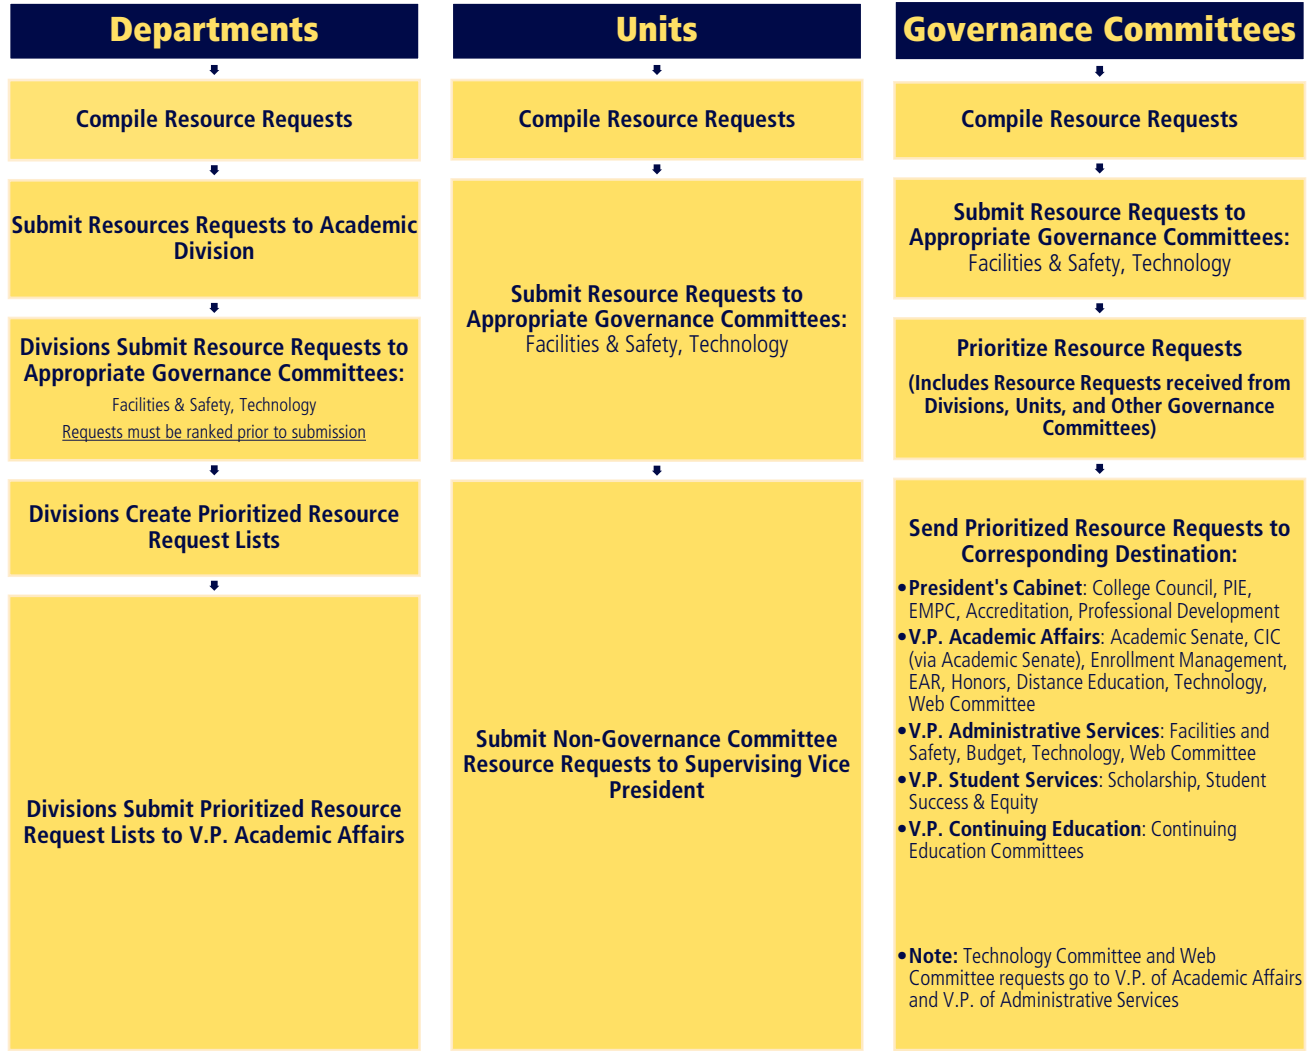 Departments
Compile Resource Requests
Submit Resources Requests to Academic
Division
Divisions Submit Resource Requests to
Appropriate Governance Committees:
Facilities & Safety, Technology
Requests must be ranked prior to submission
Divisions Create Prioritized Resource
Request Lists
Divisions Submit Prioritized Resource
Request Lists to V.P. Academic Affairs
Units
Compile Resource Requests
Submit Resource Requests to
Appropriate Governance Committees:
Facilities & Safety, Technology
Submit Non-Governance Committee
Resource Requests to Supervising Vice
President
Governance Committees
Compile Resource Requests
Submit Resource Requests to
Appropriate Governance Committees:
Facilities & Safety, Technology
Prioritize Resource Requests
(Includes Resource Requests received from
Divisions, Units, and Other Governance
Committees)
Send Prioritized Resource Requests to
Corresponding Destination:
•President's Cabinet: College Council, PIE,
EMPC, Accreditation, Professional Development
•V.P. Academic Affairs: Academic Senate, CIC
(via Academic Senate), Enrollment Management,
EAR, Honors, Distance Education, Technology,
Web Committee
•V.P. Administrative Services: Facilities and
Safety, Budget, Technology, Web Committee
•V.P. Student Services: Scholarship, Student
Success & Equity
•V.P. Continuing Education: Continuing
Education Committees
•Note: Technology Committee and Web
Committee requests go to V.P. of Academic Affairs
and V.P. of Administrative Services